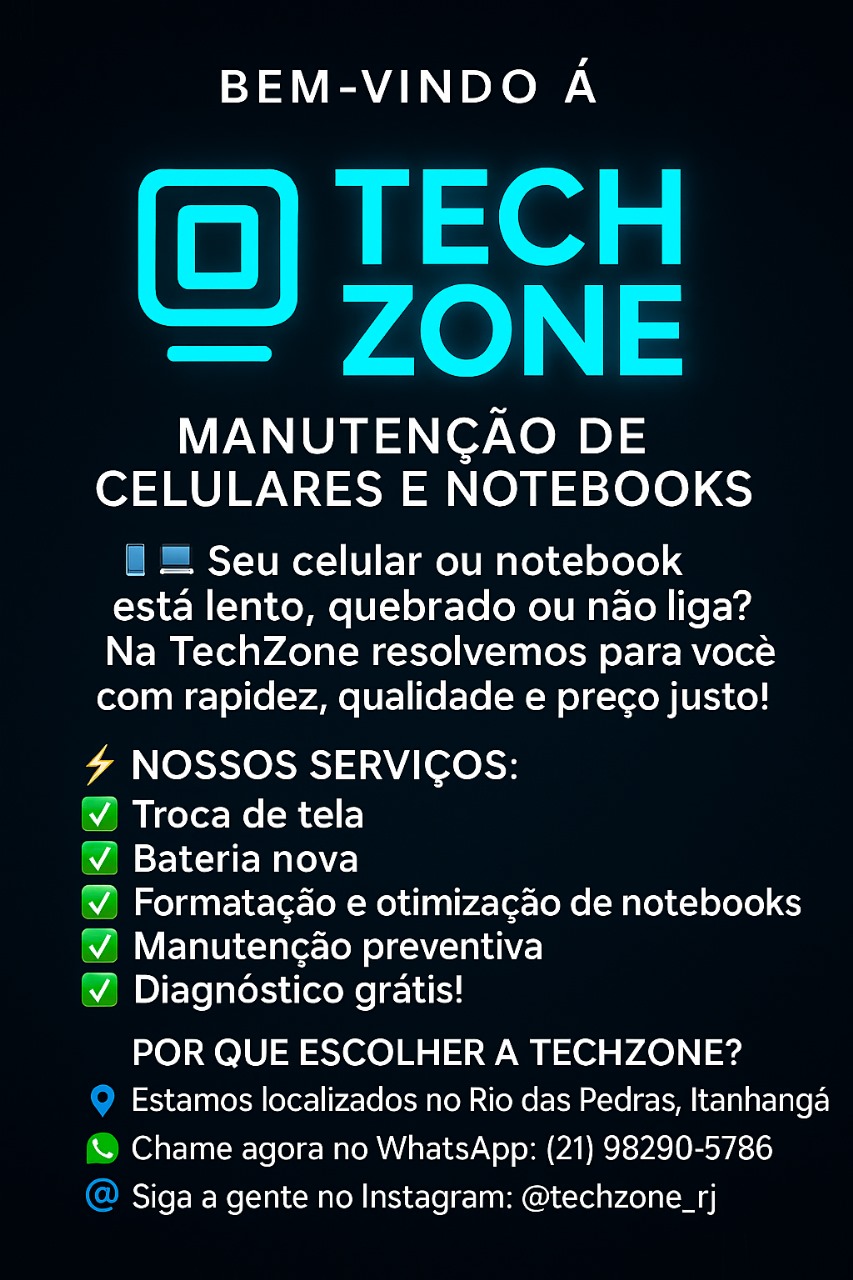 BEM-VINDO Á
TECH
ZONE
MANUTENÇÃO DE
CELULARES E NOTEBOOKS
📱💻 Seu celular ou notebook
está lento, quebrado ou não liga?
Na TechZone resolvemos para vocè
com rapidez, qualidade e preço justo!
⚡ NOSSOS SERVIÇOS:
✅ Troca de tela
✅ Bateria nova
✅ Formatação e otimização de notebooks
✅ Manutenção preventiva
✅ Diagnóstico grátis!
POR QUE ESCOLHER A TECHZONE?
Estamos localizados no Rio das Pedras, Itanhangá
Chame agora no WhatsApp: (21) 98290-5786
@ Siga a gente no Instagram: @techzone_rj